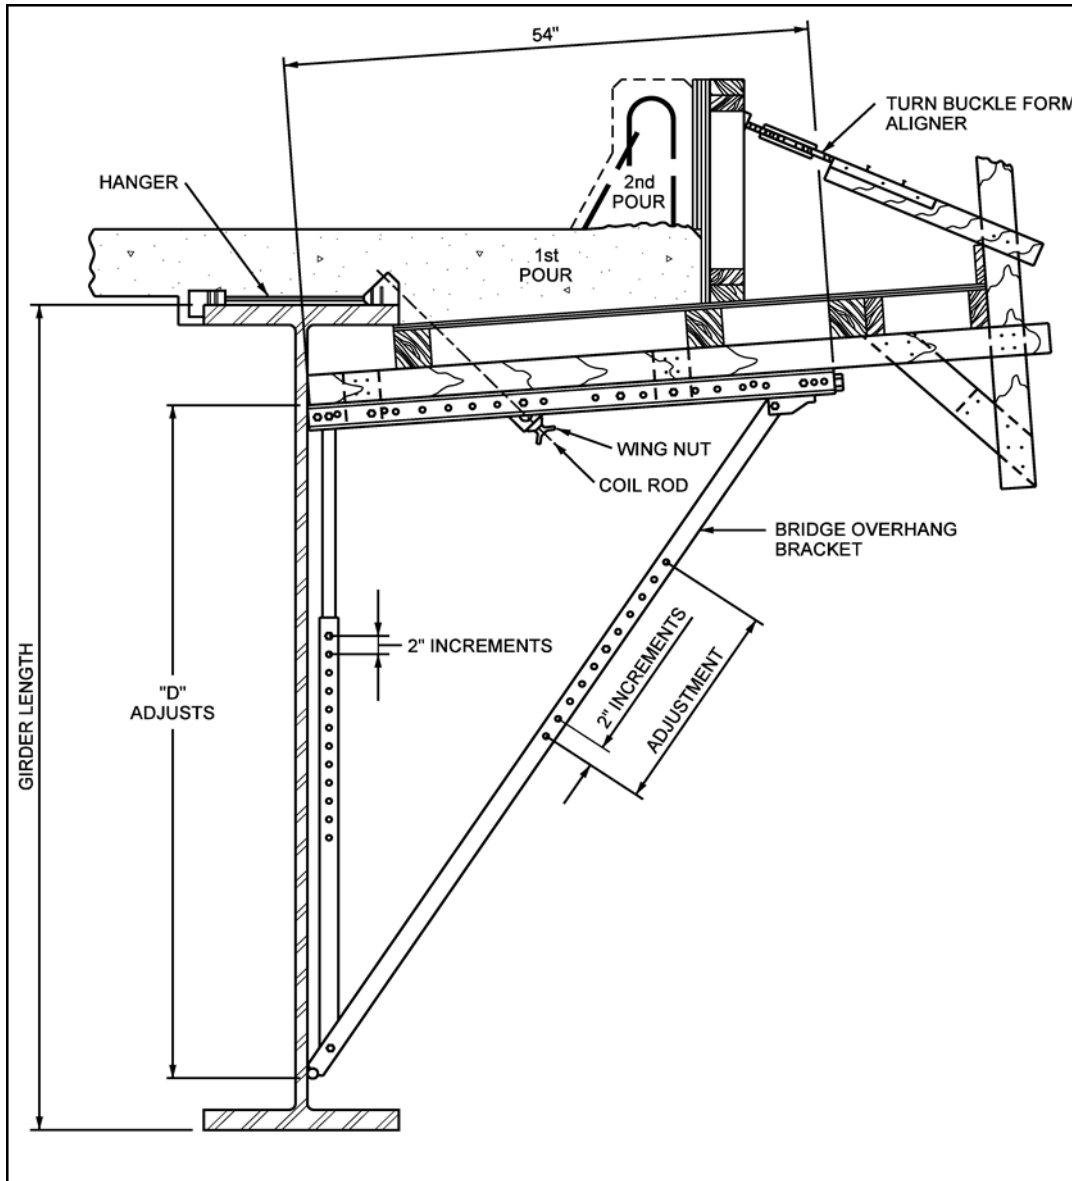 54"
TURN BUCKLE FORM
ALIGNER
HANGER
2nd
POUR
1st
POUR
WING NUT
COIL ROD
BRIDGE OVERHANG
BRACKET
2" INCREMENTS
2" INCREMENTS
ADJUSTMENT
"D"
ADJUSTS
GIRDER LENGTH